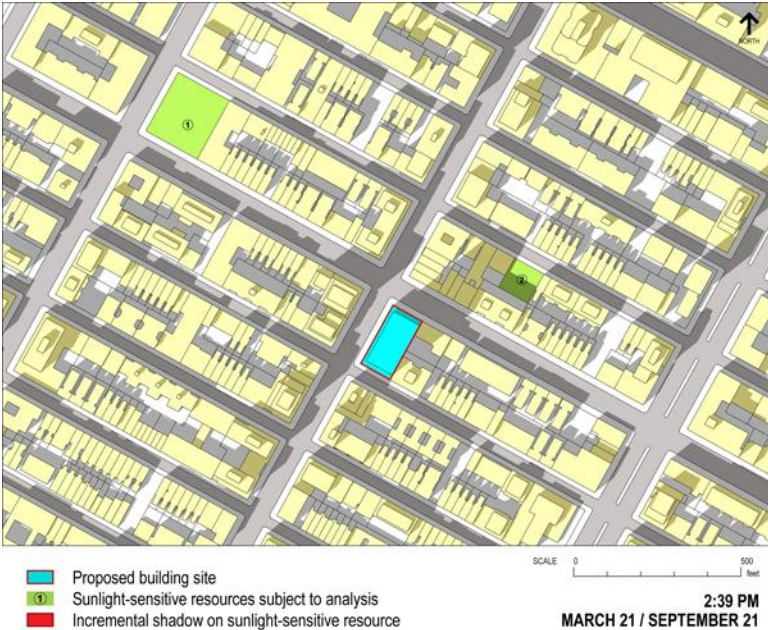 NORTH
①
②
SCALE 0 500
feet
Proposed building site
① Sunlight-sensitive resources subject to analysis
Incremental shadow on sunlight-sensitive resource
2:39 PM
MARCH 21 / SEPTEMBER 21